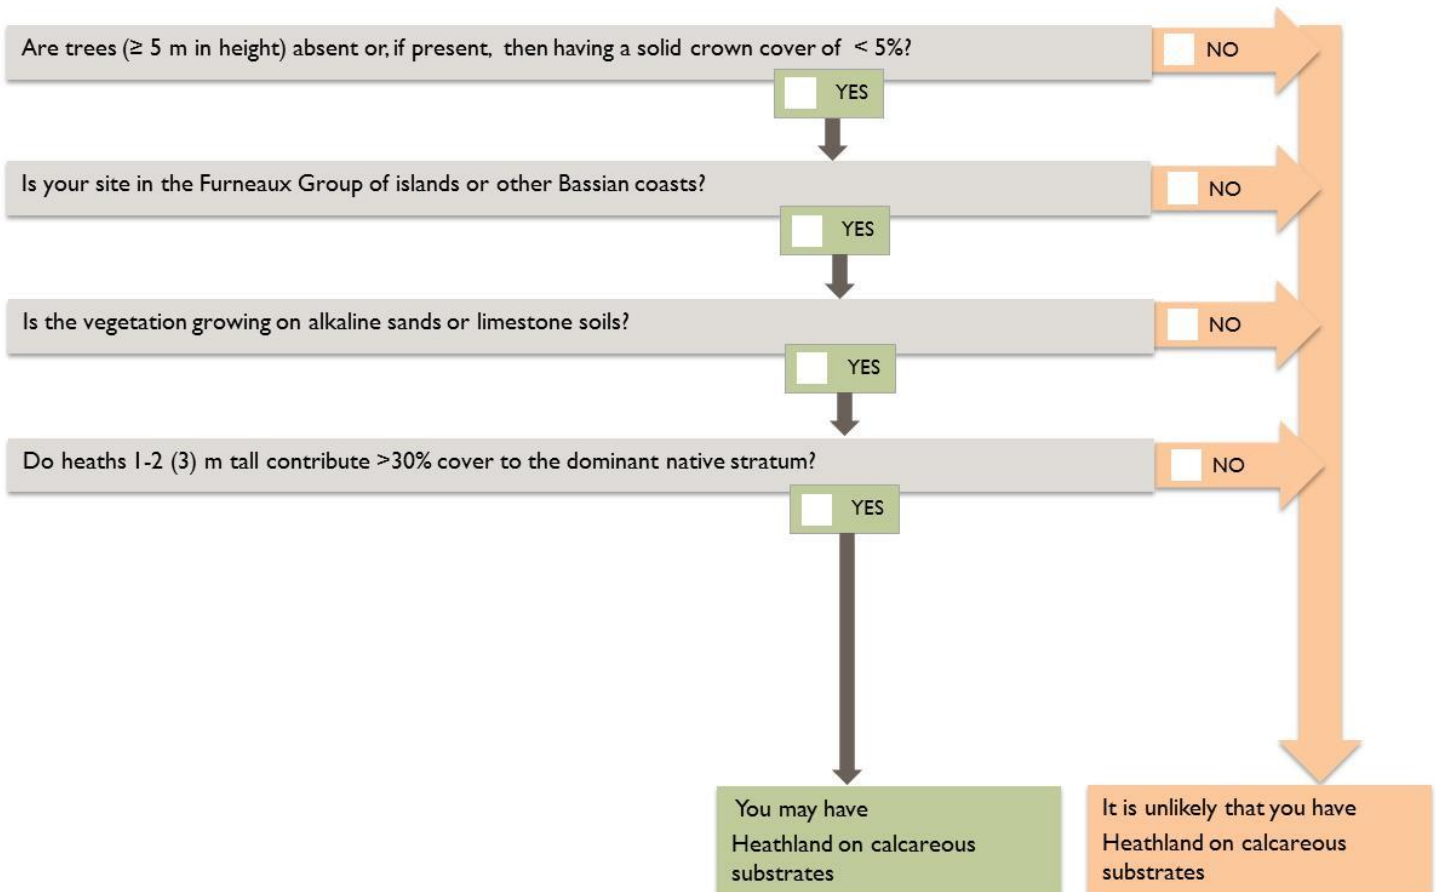 Are trees (≥ 5 m in height) absent or, if present, then having a solid crown cover of < 5%?
NO
YES
Is your site in the Furneaux Group of islands or other Bassian coasts?
NO
YES
Is the vegetation growing on alkaline sands or limestone soils?
NO
YES
Do heaths 1-2 (3) m tall contribute >30% cover to the dominant native stratum?
NO
YES
You may have
Heathland on calcareous
substrates
It is unlikely that you have
Heathland on calcareous
substrates